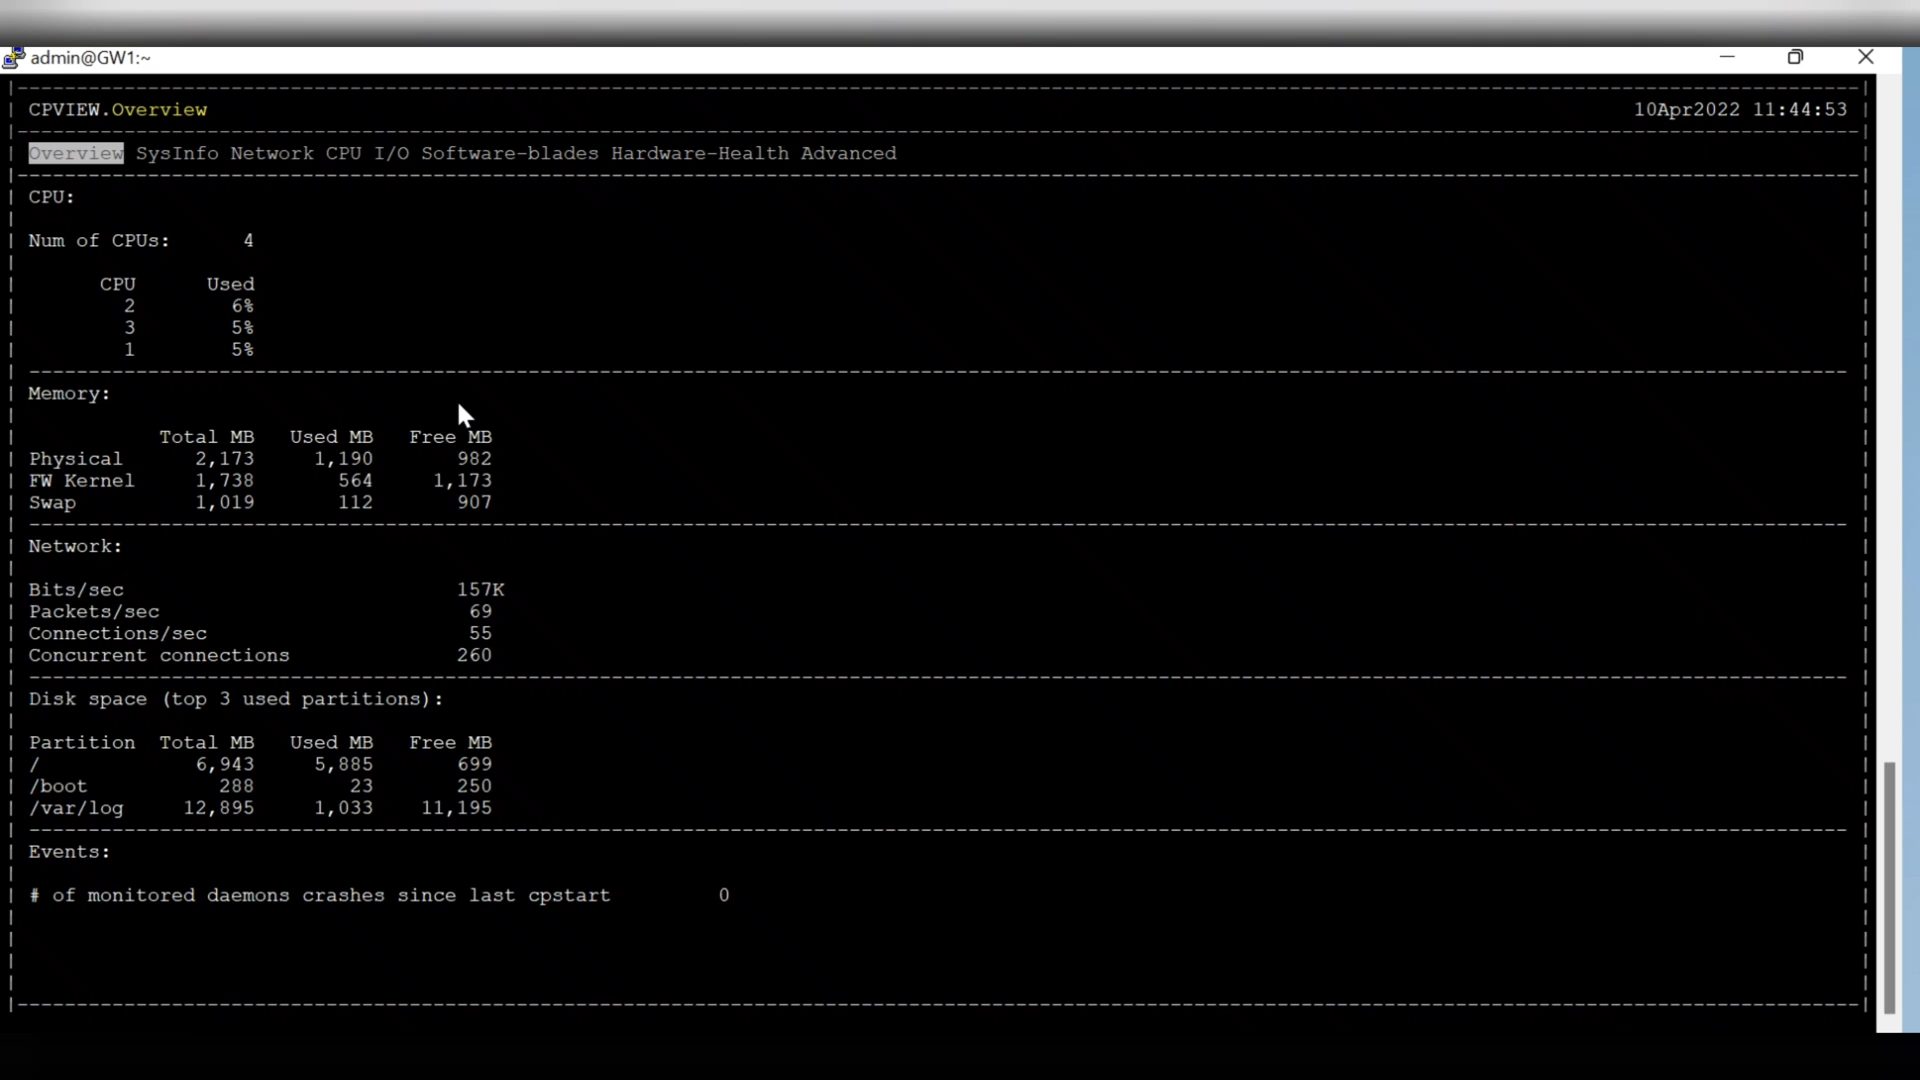 admin@GW1:~
CPVIEW.Overview 10Apr2022 11:44:53
Overview SysInfo Network CPU I/O Software-blades Hardware-Health Advanced
CPU:
Num of CPUs: 4
CPU Used
2 6%
3 5%
1 5%
Memory:
Total MB Used MB Free MB
Physical 2,173 1,190 982
FW Kernel 1,738 564 1,173
Swap 1,019 112 907
Network:
Bits/sec 157K
Packets/sec 69
Connections/sec 55
Concurrent connections 260
Disk space (top 3 used partitions):
Partition Total MB Used MB Free MB
/ 6,943 5,885 699
/boot 288 23 250
/var/log 12,895 1,033 11,195
Events:
# of monitored daemons crashes since last cpstart 0